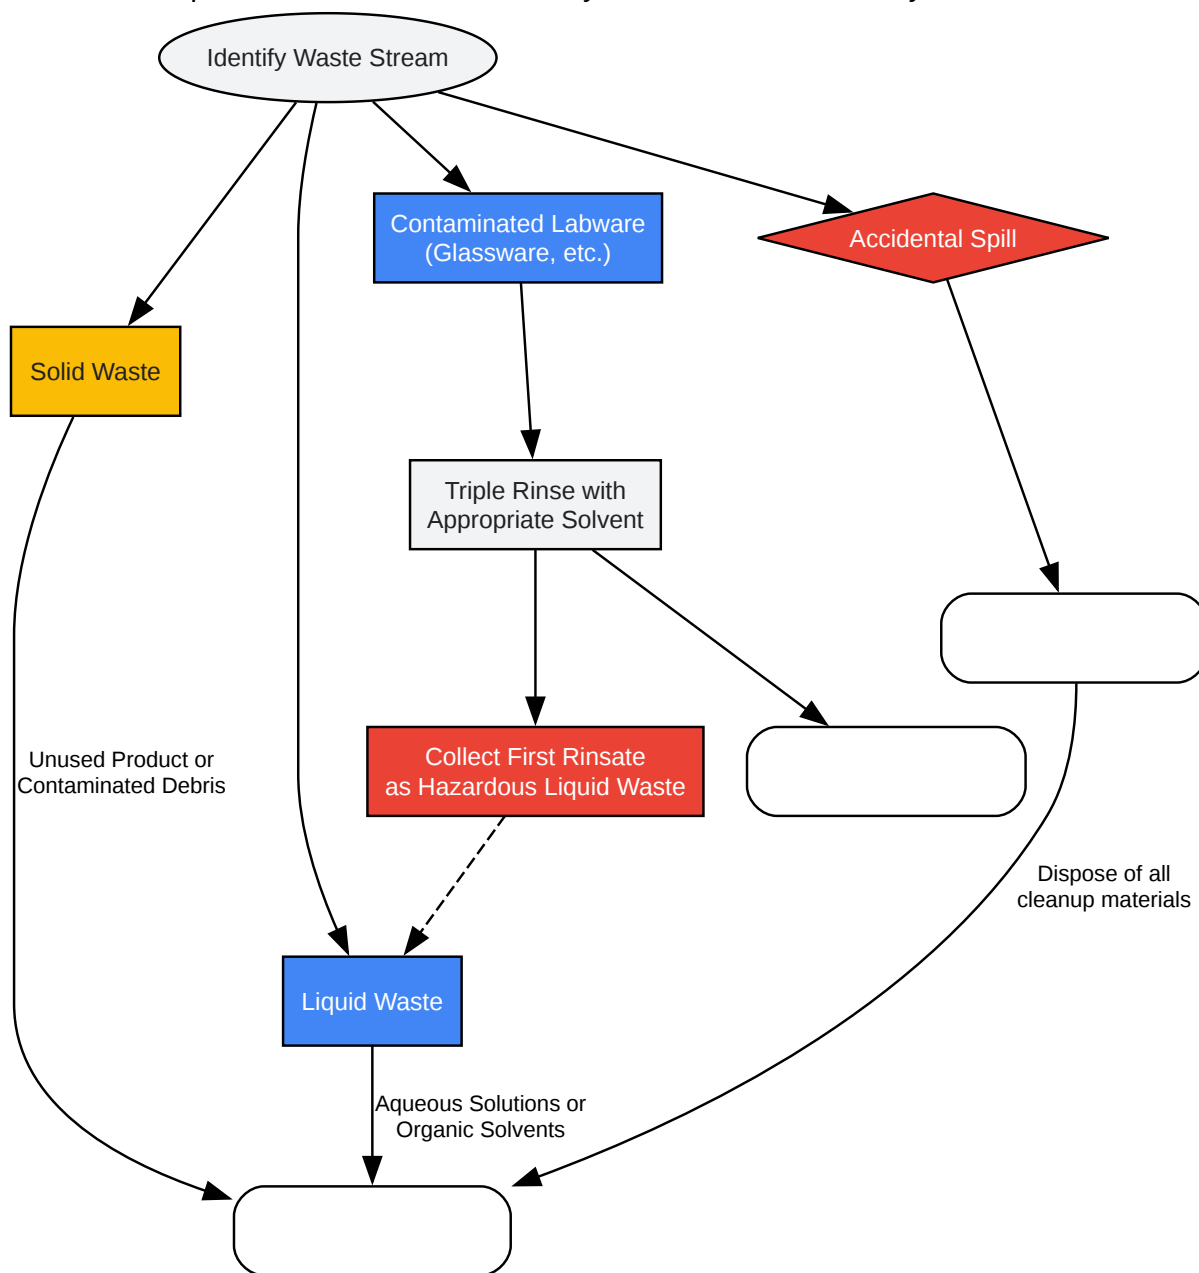 Identify Waste Stream
Contaminated Labware
(Glassware, etc.)
Accidental Spill
Solid Waste
Triple Rinse with
Appropriate Solvent
Unused Product or
Contaminated Debris
Collect First Rinsate
as Hazardous Liquid Waste
Dispose of all
cleanup materials
Liquid Waste
Aqueous Solutions or
Organic Solvents